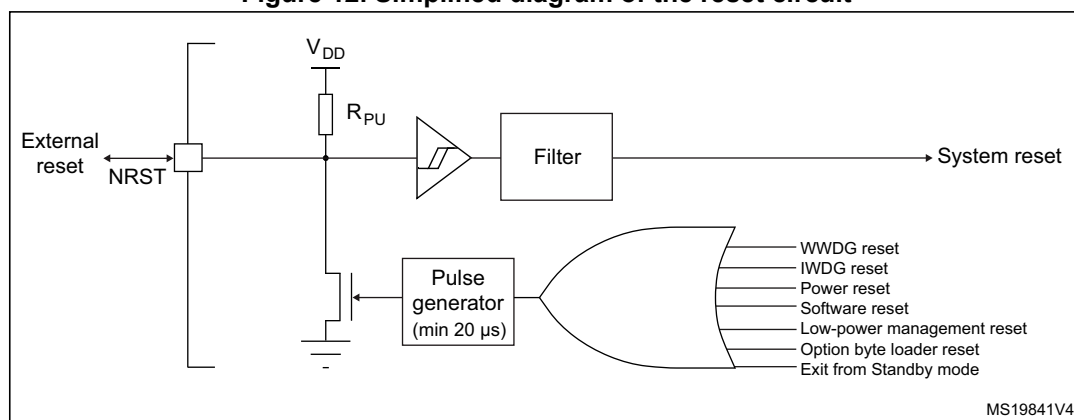 Figure 12. Simplified diagram of the reset circuit
VDD
RPU
External
reset
NRST
Filter
System reset
Pulse
generator
(min 20 μs)
WWDG reset
IWDG reset
Power reset
Software reset
Low-power management reset
Option byte loader reset
Exit from Standby mode
MS19841V4